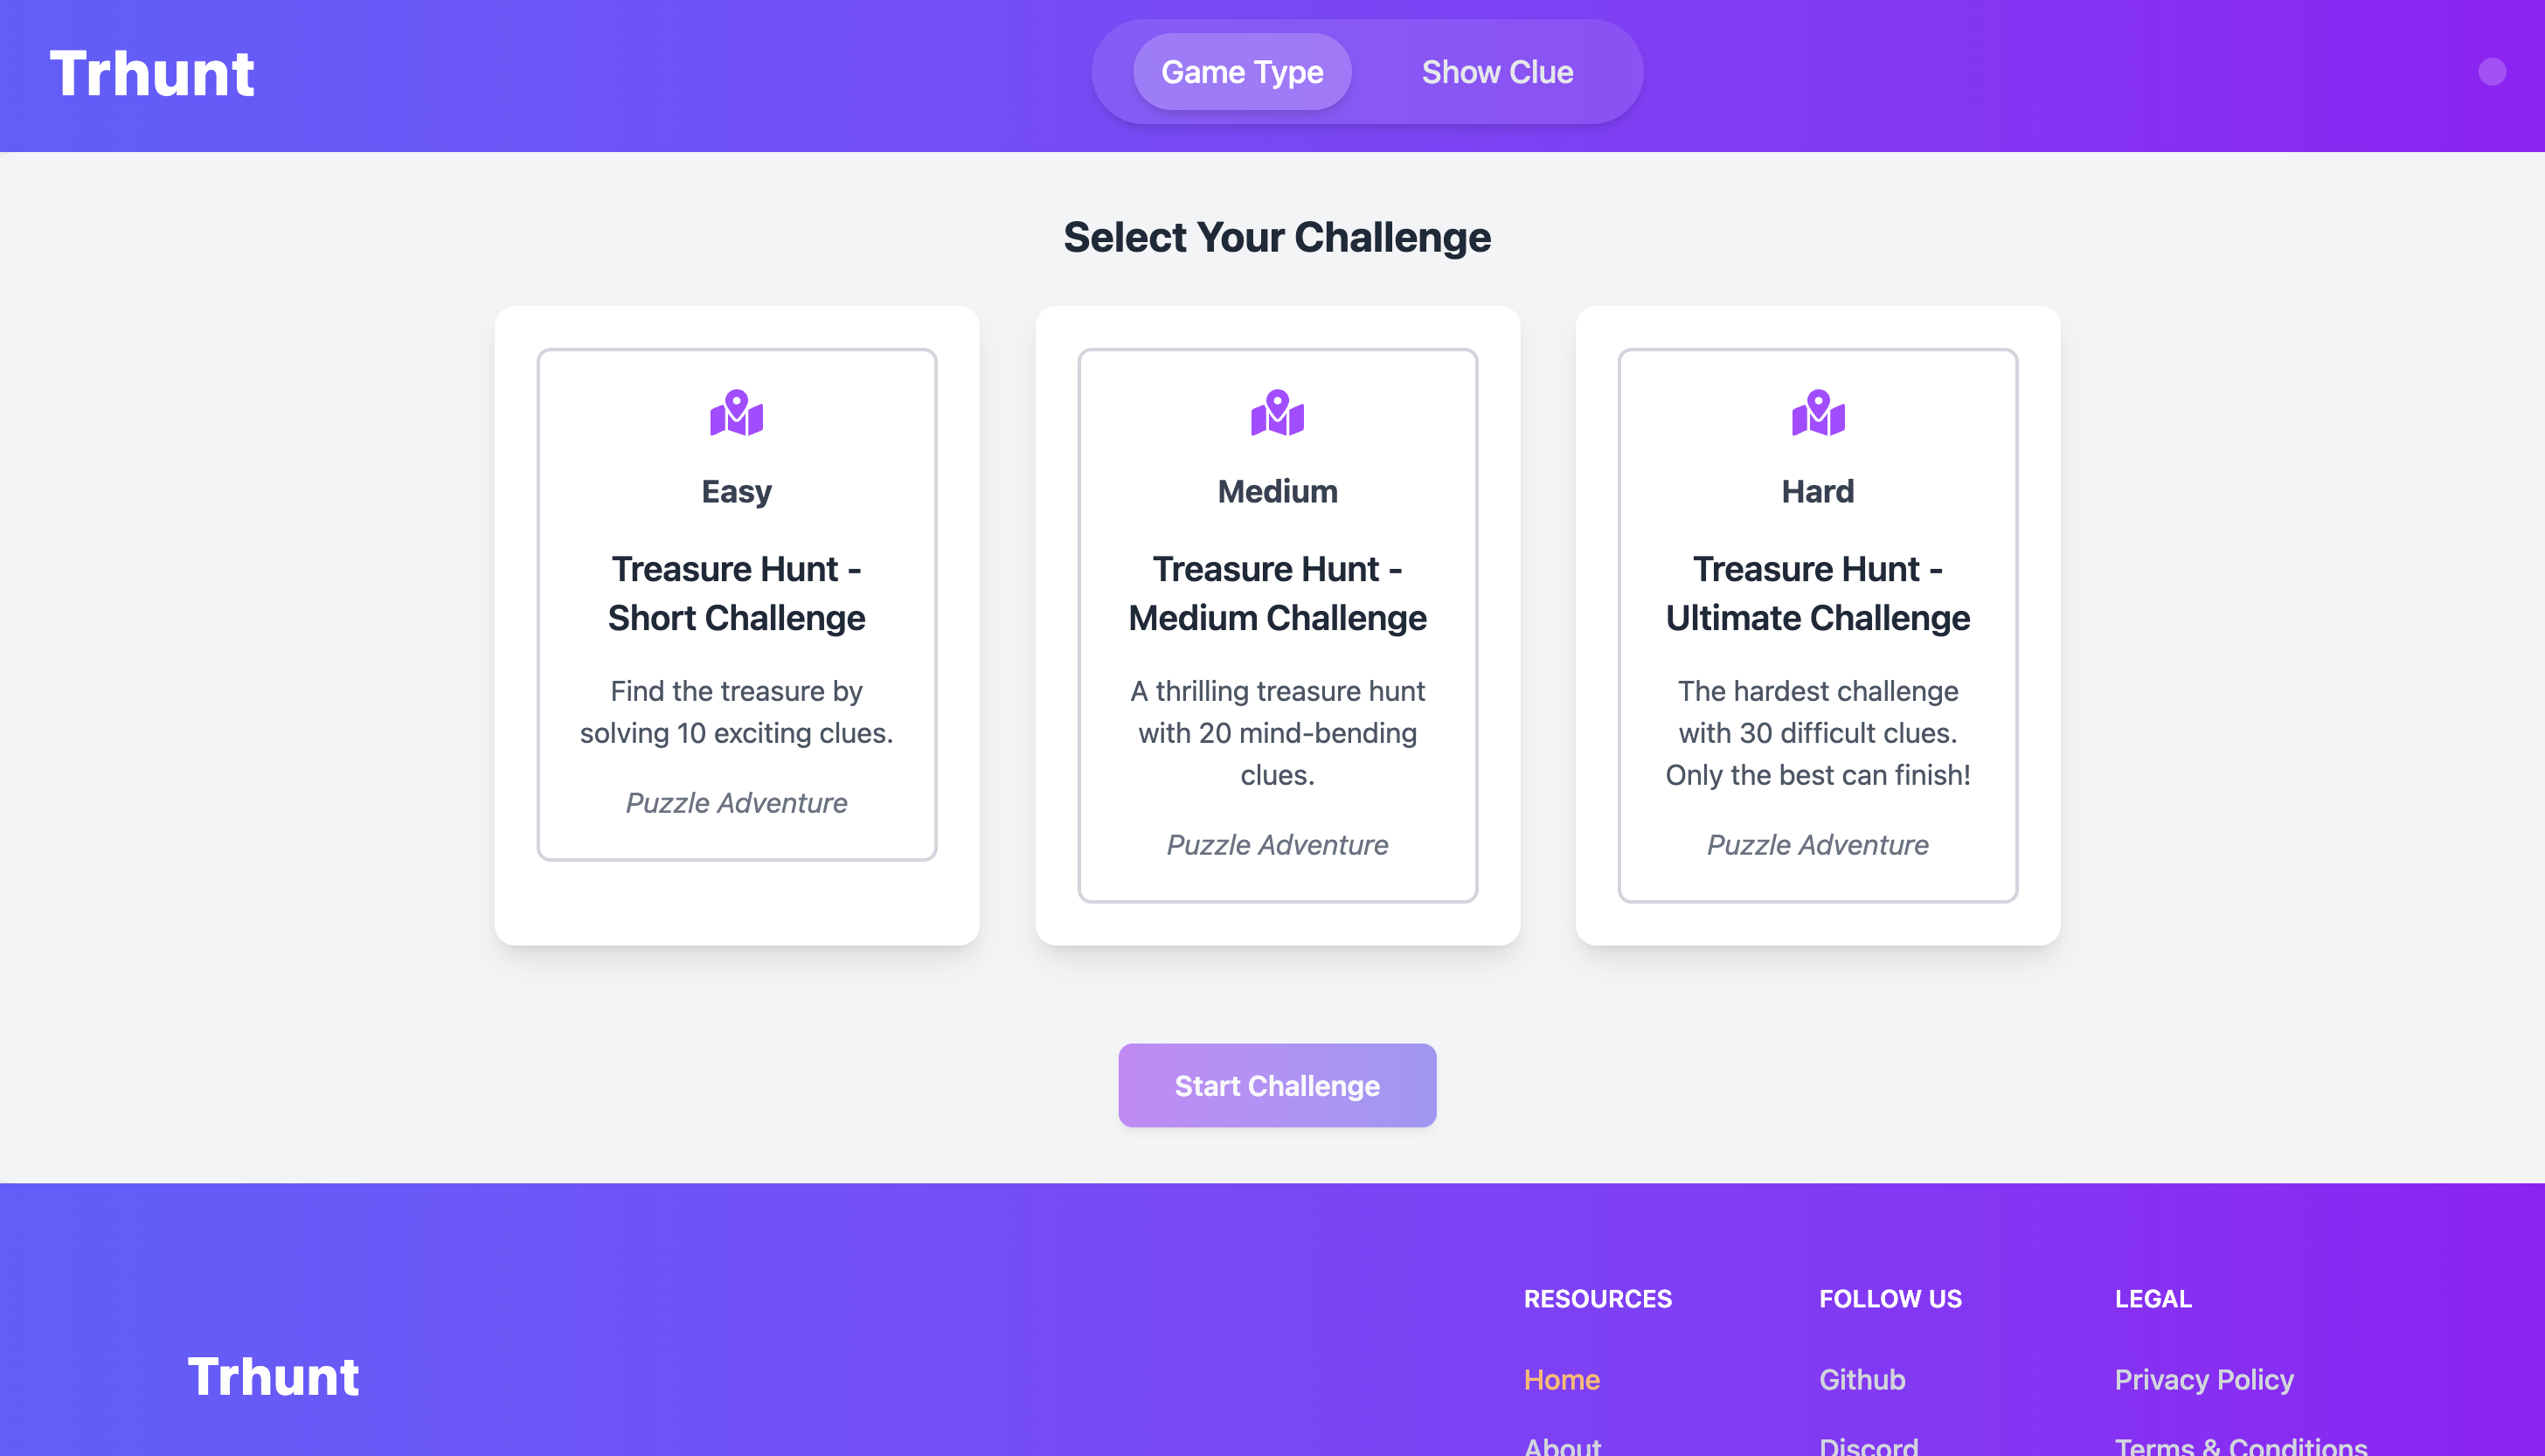 Trhunt
Game Type
Show Clue
Select Your Challenge
Easy
Treasure Hunt -
Short Challenge
Find the treasure by
solving 10 exciting clues.
Puzzle Adventure
Medium
Treasure Hunt -
Medium Challenge
A thrilling treasure hunt
with 20 mind-bending
clues.
Puzzle Adventure
Hard
Treasure Hunt -
Ultimate Challenge
The hardest challenge
with 30 difficult clues.
Only the best can finish!
Puzzle Adventure
Start Challenge
Trhunt
RESOURCES
Home
About
FOLLOW US
Github
Discord
LEGAL
Privacy Policy
Terms & Conditions